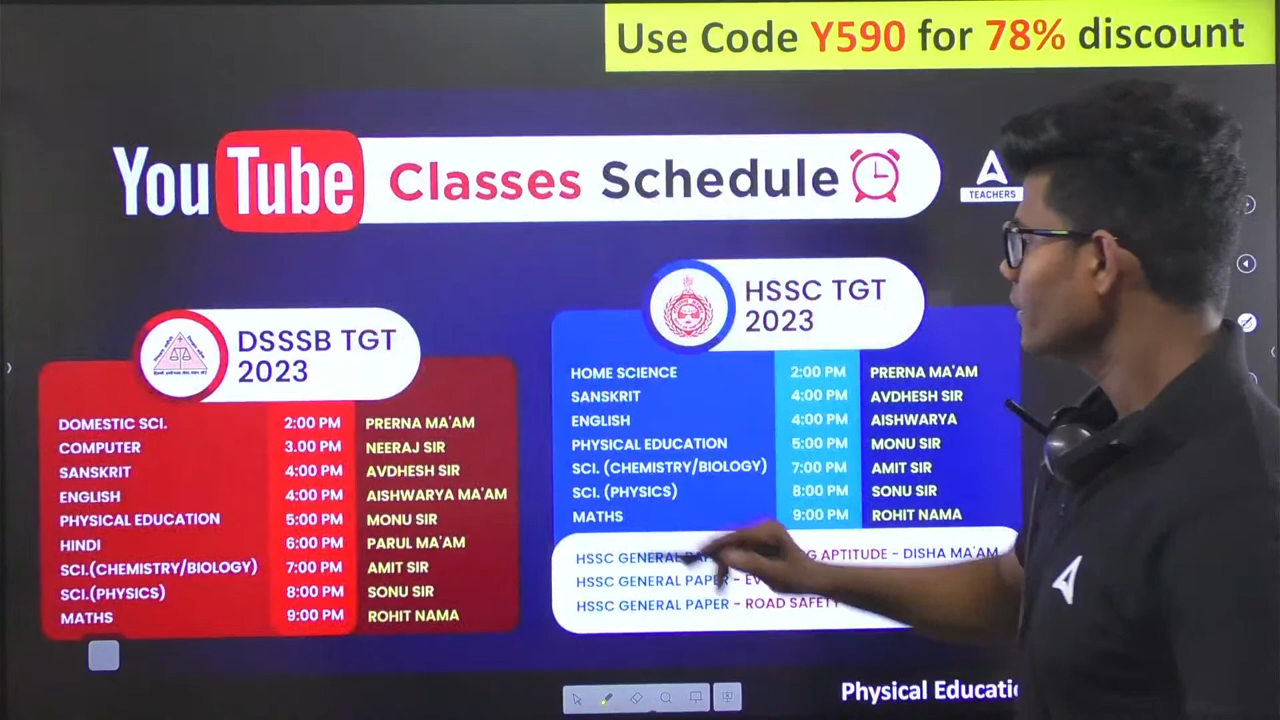 Use Code Y590 for 78% discount
YouTube Classes Schedule
TEACHERS
DSSSB TGT
2023
DOMESTIC SCI. 2:00 PM PRERNA MA'AM
COMPUTER 3.00 PM NEERAJ SIR
SANSKRIT 4:00 PM AVDHESH SIR
ENGLISH 4:00 PM AISHWARYA MA'AM
PHYSICAL EDUCATION 5:00 PM MONU SIR
HINDI 6:00 PM PARUL MA'AM
SCI.(CHEMISTRY/BIOLOGY) 7:00 PM AMIT SIR
SCI.(PHYSICS) 8:00 PM SONU SIR
MATHS 9:00 PM ROHIT NAMA
HSSC TGT
2023
HOME SCIENCE 2:00 PM PRERNA MA'AM
SANSKRIT 4:00 PM AVDHESH SIR
ENGLISH 4:00 PM AISHWARYA
PHYSICAL EDUCATION 5:00 PM MONU SIR
SCI. (CHEMISTRY/BIOLOGY) 7:00 PM AMIT SIR
SCI. (PHYSICS) 8:00 PM SONU SIR
MATHS 9:00 PM ROHIT NAMA
HSSC GENERAL APTITUDE - DISHA MA'AM
HSSC GENERAL PAPER -
HSSC GENERAL PAPER - ROAD SAFETY
Physical